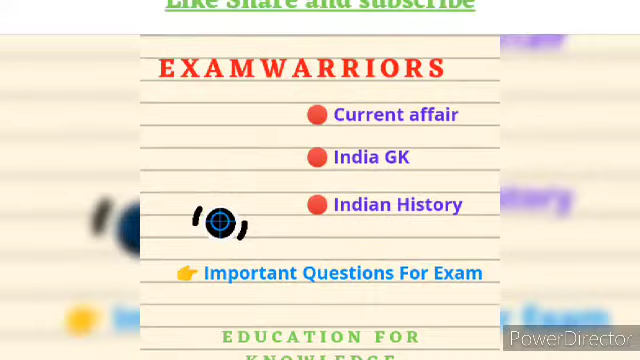 Like Share and subscribe
EXAMWARRIORS
Current affair
India GK
Indian History
Important Questions For Exam
EDUCATION FOR
KNOWLEDGE
PowerDirector